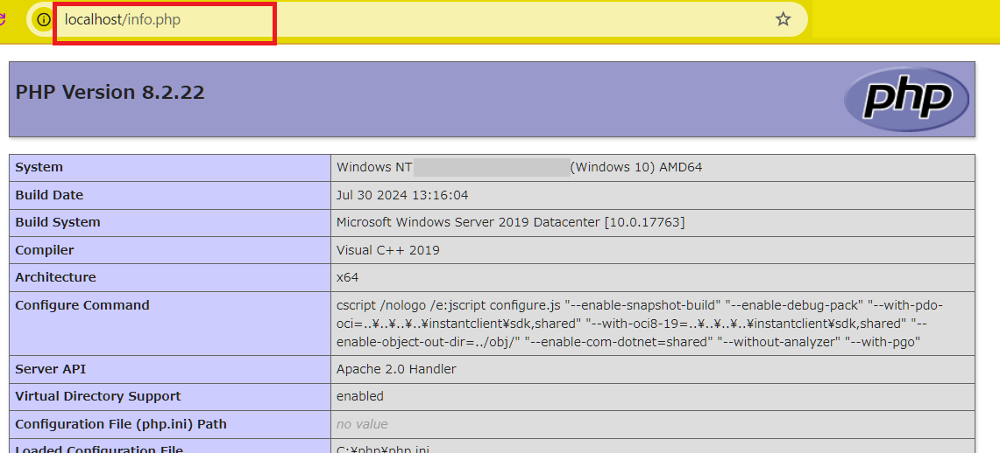 localhost/info.php
PHP Version 8.2.22
php
System Windows NT (Windows 10) AMD64
Build Date Jul 30 2024 13:16:04
Build System Microsoft Windows Server 2019 Datacenter [10.0.17763]
Compiler Visual C++ 2019
Architecture x64
Configure Command cscript /nologo /e:jscript configure.js "--enable-snapshot-build" "--enable-debug-pack" "--with-pdo-
oci=..¥..¥..¥..¥instantclient¥sdk,shared" "--with-oci8-19=..¥..¥..¥..¥instantclient¥sdk,shared" "--
enable-object-out-dir=../obj/" "--enable-com-dotnet=shared" "--without-analyzer" "--with-pgo"
Server API Apache 2.0 Handler
Virtual Directory Support enabled
Configuration File (php.ini) Path no value
Loaded Configuration File C:¥php¥php.ini